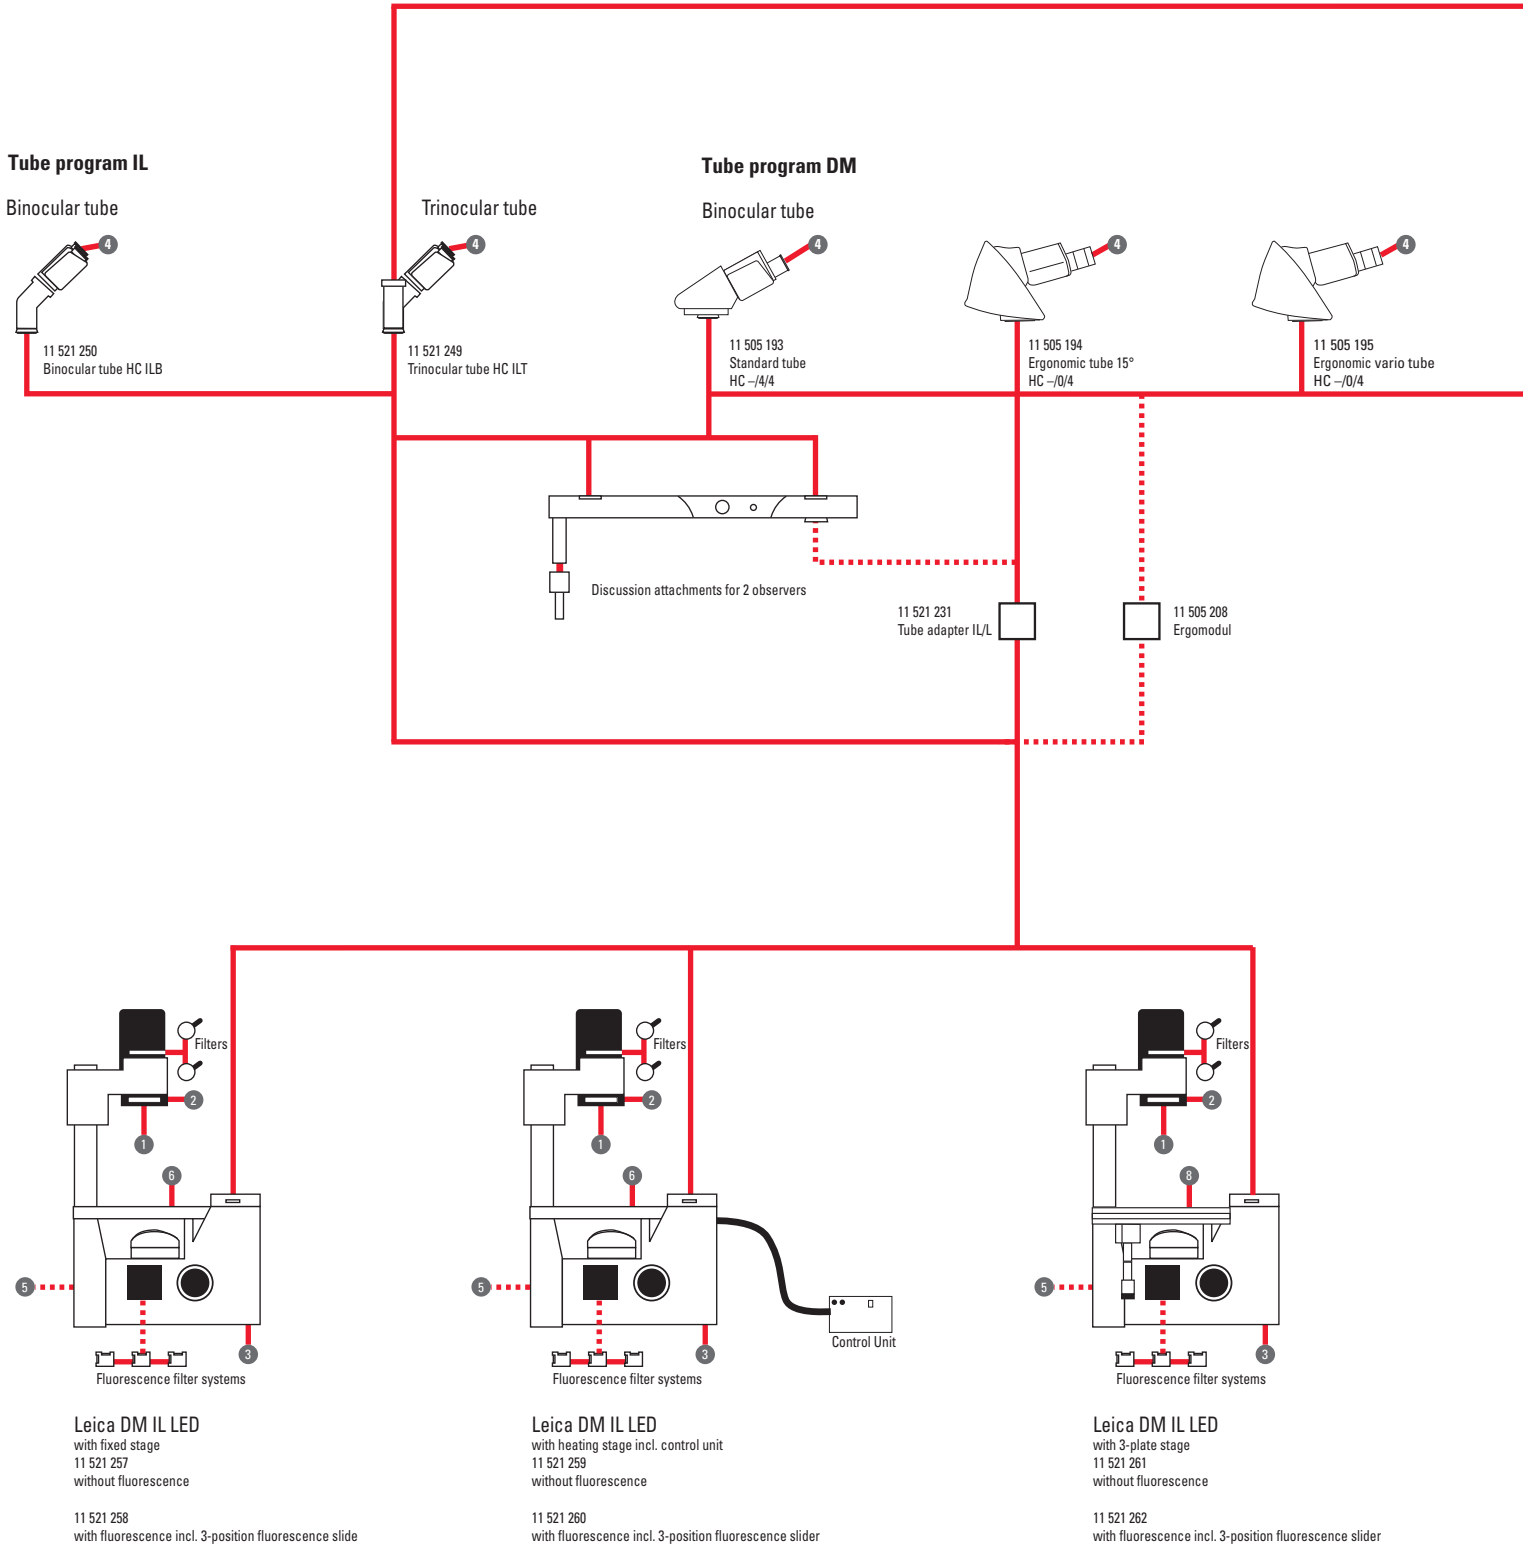 Tube program IL
Binocular tube
Trinocular tube
Tube program DM
Binocular tube
4
4
4
4
4
11 521 250
Binocular tube HC ILB
11 521 249
Trinocular tube HC ILT
11 505 193
Standard tube
HC –/4/4
11 505 194
Ergonomic tube 15°
HC –/0/4
11 505 195
Ergonomic vario tube
HC –/0/4
Discussion attachments for 2 observers
11 521 231
Tube adapter IL/L
11 505 208
Ergomodul
Filters
2
1
6
5
3
Fluorescence filter systems
Leica DM IL LED
with fixed stage
11 521 257
without fluorescence
11 521 258
with fluorescence incl. 3-position fluorescence slide
Filters
2
1
6
5
3
Control Unit
Fluorescence filter systems
Leica DM IL LED
with heating stage incl. control unit
11 521 259
without fluorescence
11 521 260
with fluorescence incl. 3-position fluorescence slider
Filters
2
1
8
5
3
Fluorescence filter systems
Leica DM IL LED
with 3-plate stage
11 521 261
without fluorescence
11 521 262
with fluorescence incl. 3-position fluorescence slider